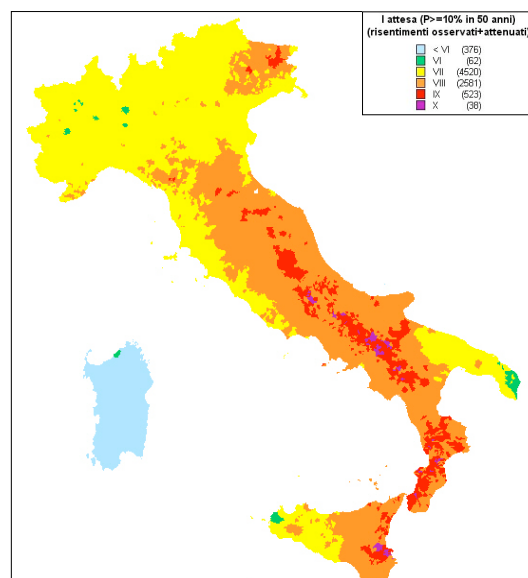 I attesa (P>=10% in 50 anni)
(risentimenti osservati+attenuati)
< VI (376)
VI (62)
VII (4520)
VIII (2581)
IX (523)
X (38)